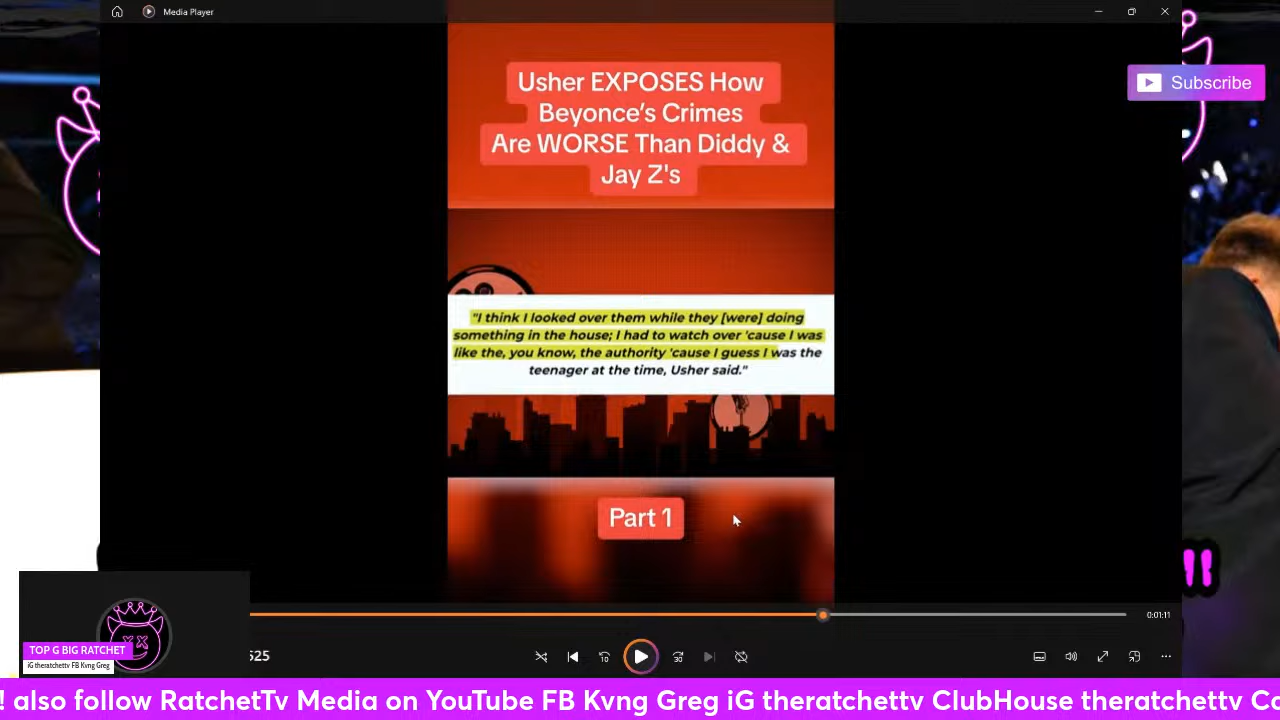 Media Player
Subscribe
Usher EXPOSES How
Beyonce’s Crimes
Are WORSE Than Diddy &
Jay Z's
"I think I looked over them while they [were] doing
something in the house; I had to watch over 'cause I was
like the, you know, the authority 'cause I guess I was the
teenager at the time, Usher said."
Part 1
!!
0:01:11
10
30
525
TOP G BIG RATCHET
iG theratchettv FB Kvng Greg
! also follow RatchetTv Media on YouTube FB Kvng Greg iG theratchettv ClubHouse theratchettv Co